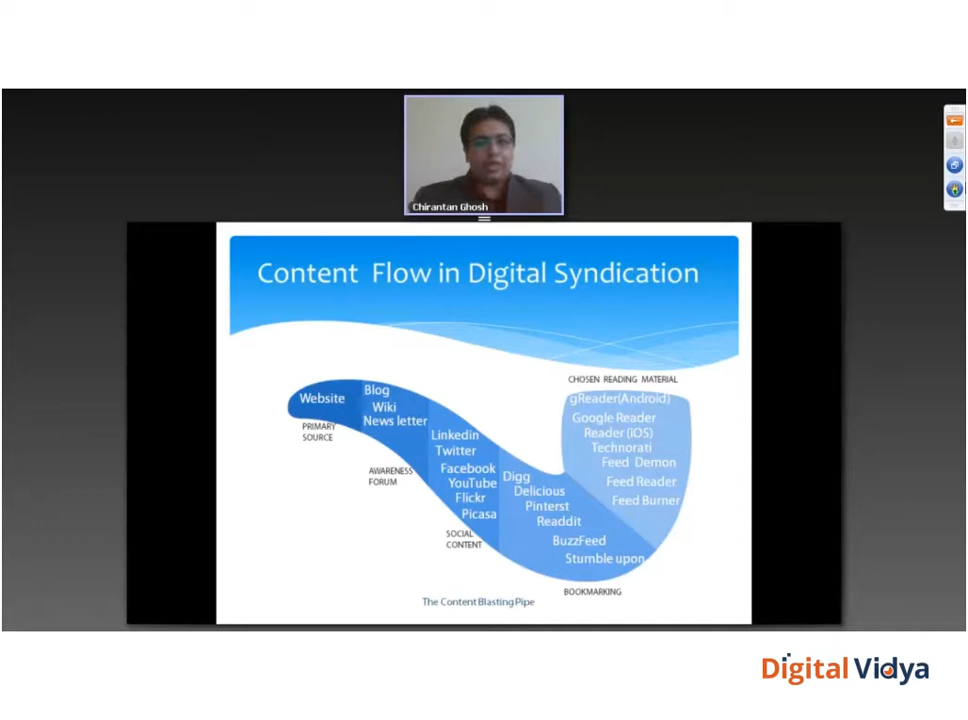 Chirantan Ghosh
Content Flow in Digital Syndication
Website
PRIMARY
SOURCE
Blog
Wiki
News letter
AWARENESS
FORUM
Linkedin
Twitter
Facebook
YouTube
Flickr
Picasa
SOCIAL
CONTENT
Digg
Delicious
Pinterst
Readdit
BuzzFeed
Stumble upon
BOOKMARKING
CHOSEN READING MATERIAL
gReader(Android)
Google Reader
Reader (iOS)
Technorati
Feed Demon
Feed Reader
Feed Burner
The Content Blasting Pipe
Digital Vidya